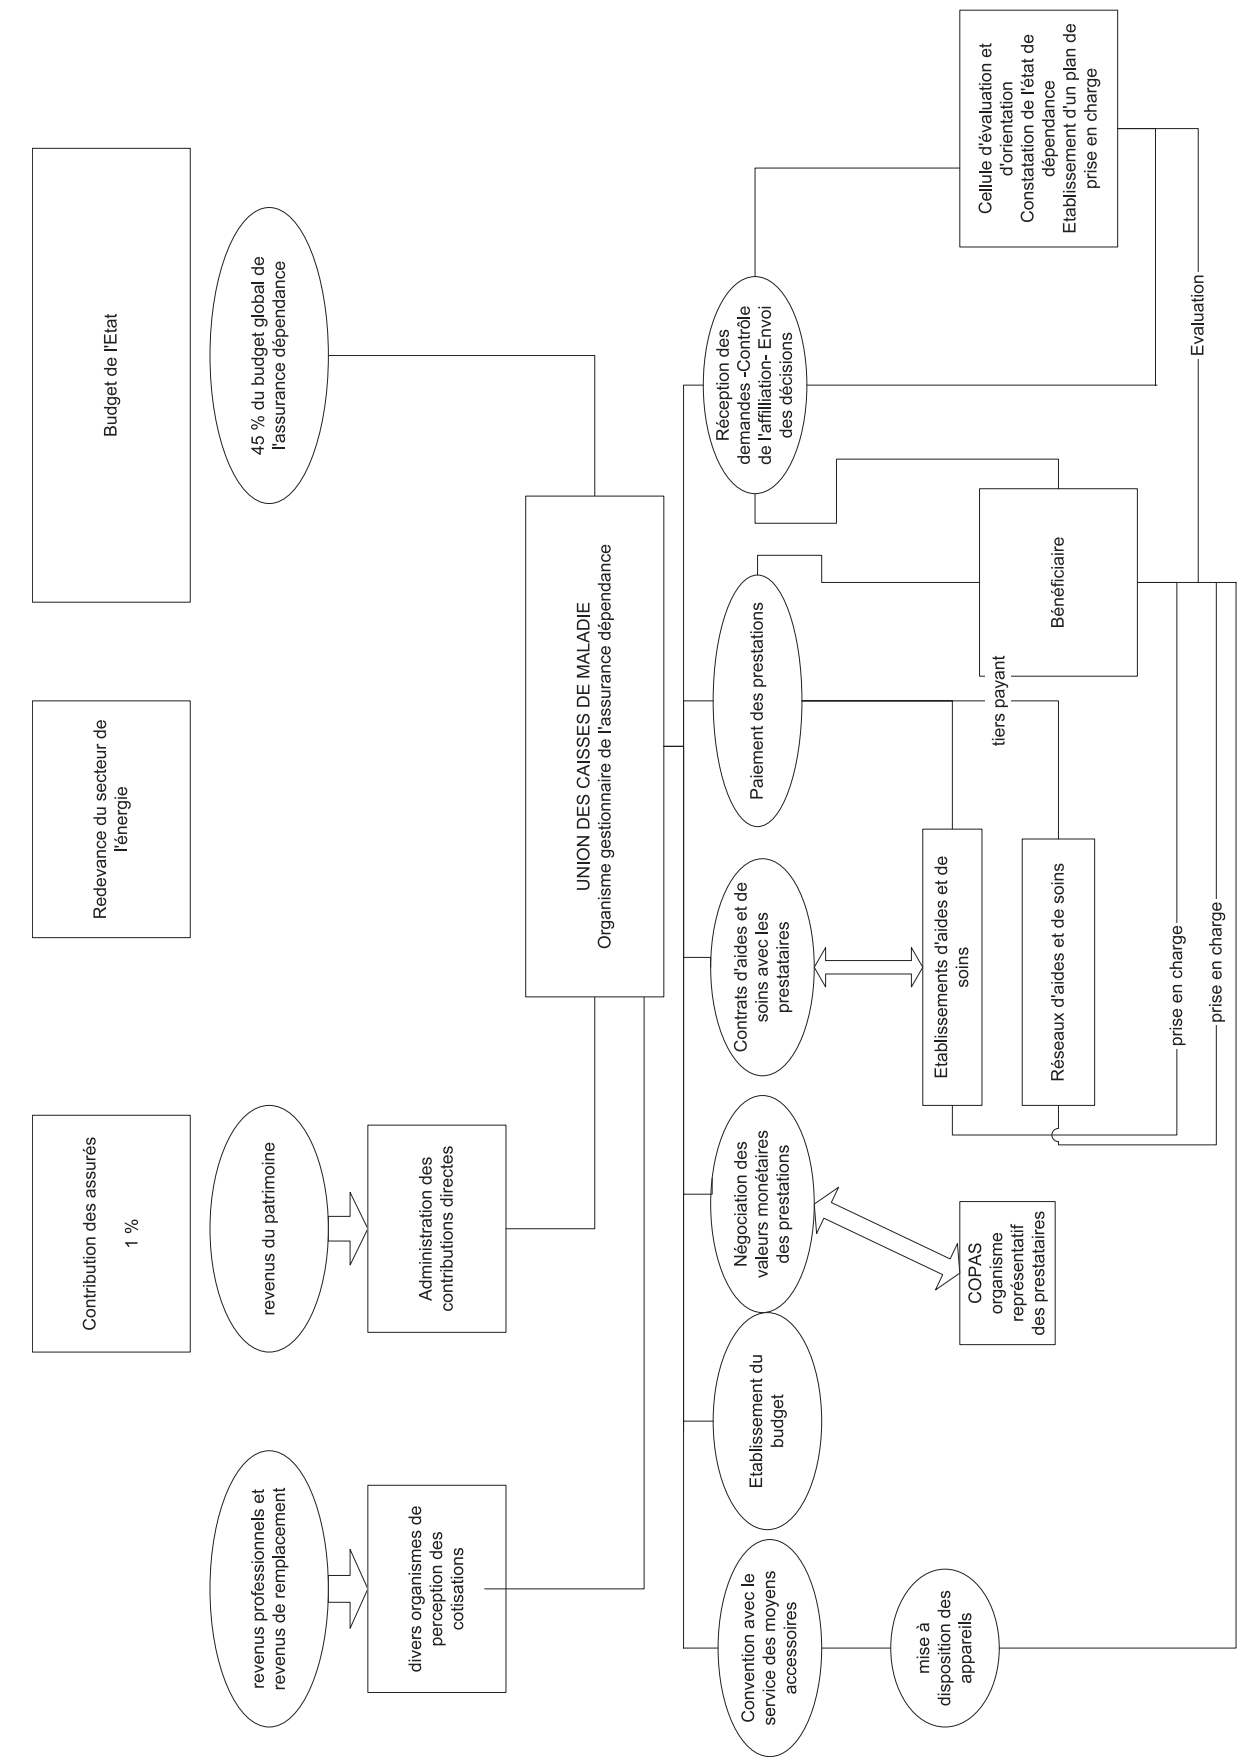 Contribution des assurés
1 %
Redevance du secteur de
l'énergie
Budget de l'Etat
revenus professionnels et
revenus de remplacement
revenus du patrimoine
45 % du budget global de
l'assurance dépendance
divers organismes de
perception des
cotisations
Administration des
contributions directes
UNION DES CAISSES DE MALADIE
Organisme gestionnaire de l'assurance dépendance
Convention avec le
service des moyens
accessoires
Etablissement du
budget
Négociation des
valeurs monétaires
des prestations
Contrats d'aides et de
soins avec les
prestataires
Paiement des prestations
Réception des
demandes -Contrôle
de l'affilliation- Envoi
des décisions
mise à
disposition des
appareils
COPAS
organisme
représentatif
des prestataires
Etablissements d'aides et de
soins
Réseaux d'aides et de soins
tiers payant
Bénéficiaire
Cellule d'évaluation et
d'orientation
Constatation de l'état de
dépendance
Etablissement d'un plan de
prise en charge
prise en charge
prise en charge
Evaluation